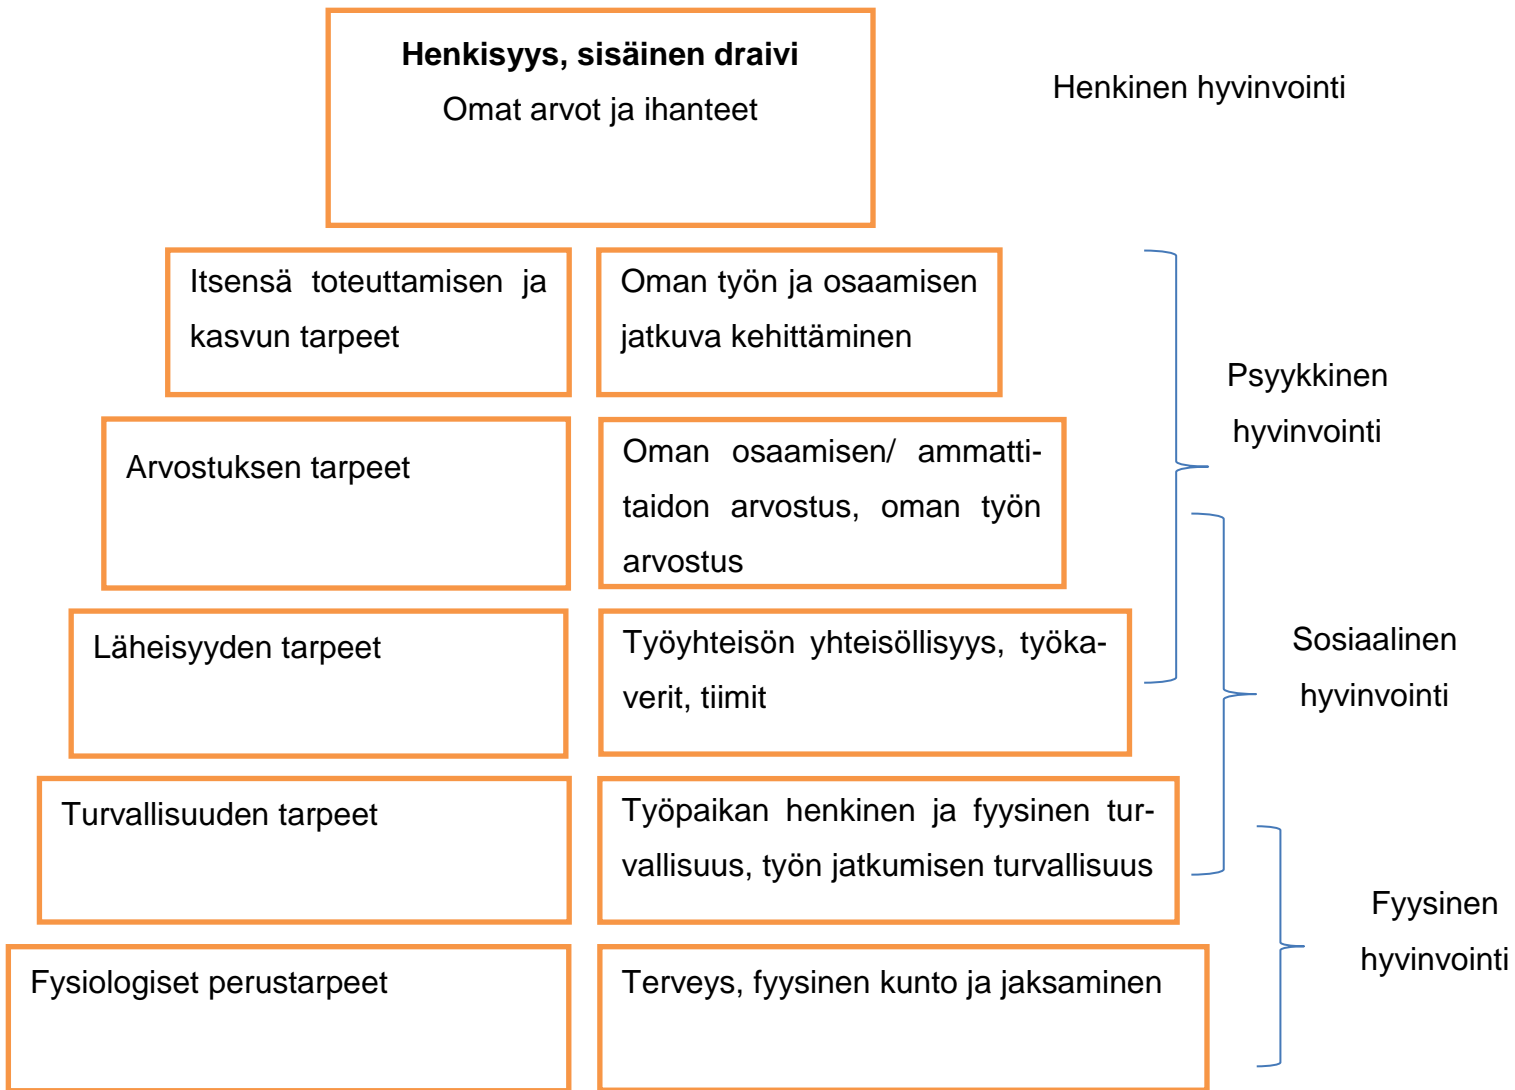 Henkisyys, sisäinen draivi
Omat arvot ja ihanteet
Henkinen hyvinvointi
Itsensä toteuttamisen ja
kasvun tarpeet
Oman työn ja osaamisen
jatkuva kehittäminen
Psyykkinen
hyvinvointi
Arvostuksen tarpeet
Oman osaamisen/ ammatti-
taidon arvostus, oman työn
arvostus
Läheisyyden tarpeet
Työyhteisön yhteisöllisyys, työka-
verit, tiimit
Sosiaalinen
hyvinvointi
Turvallisuuden tarpeet
Työpaikan henkinen ja fyysinen tur-
vallisuus, työn jatkumisen turvallisuus
Fyysinen
hyvinvointi
Fysiologiset perustarpeet
Terveys, fyysinen kunto ja jaksaminen